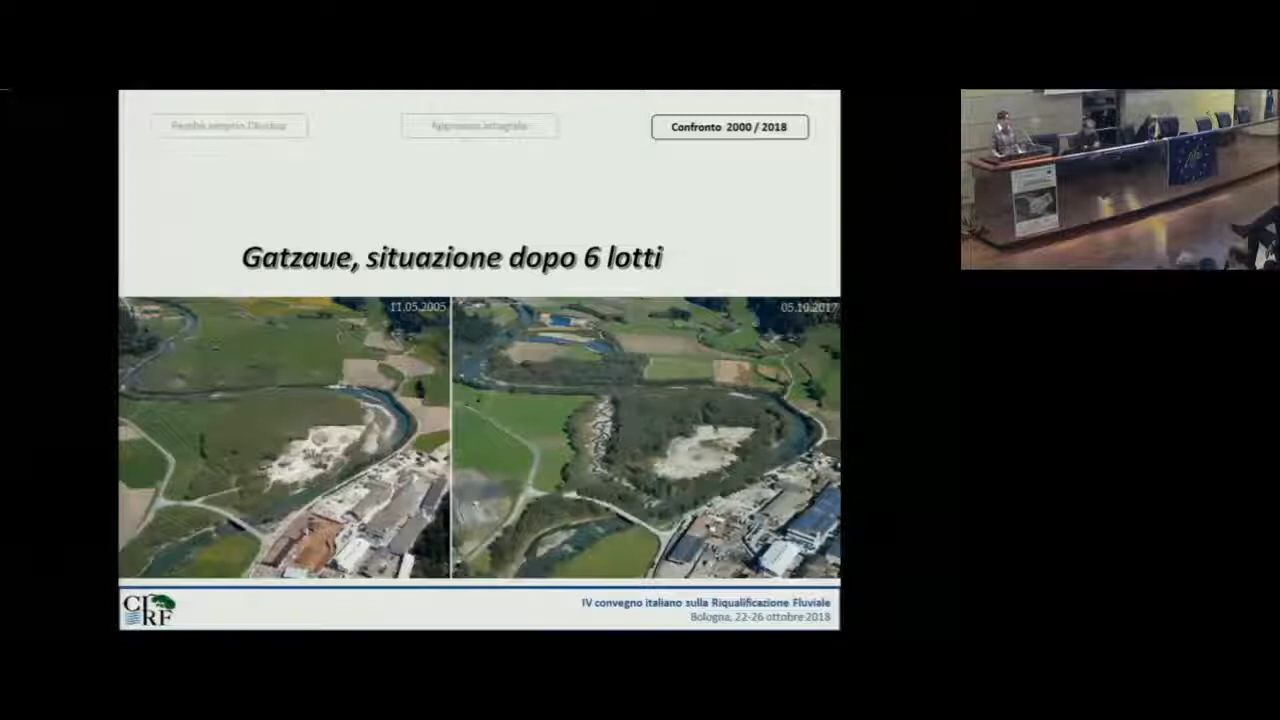 Confronto 2000 / 2018
Gatzaue, situazione dopo 6 lotti
11.05.2005
05.10.2017
CIRF
IV convegno italiano sulla Riqualificazione Fluviale
Bologna, 22-26 ottobre 2018